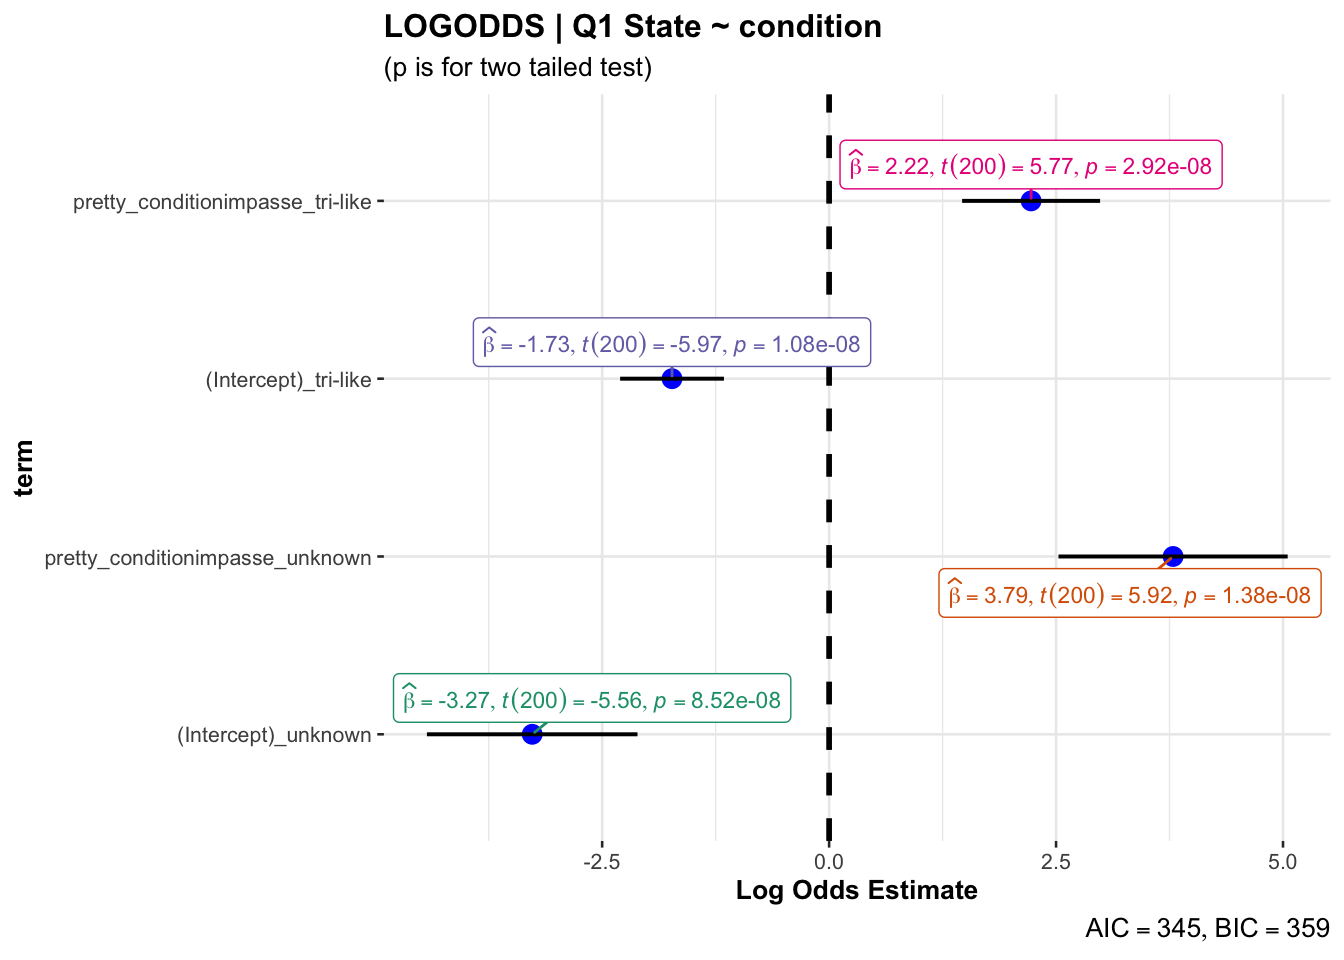 LOGODDS | Q1 State ~ condition
(p is for two tailed test)
β̂ = 2.22, t(200) = 5.77, p = 2.92e-08
pretty_conditionimpasse_tri-like
β̂ = -1.73, t(200) = -5.97, p = 1.08e-08
(Intercept)_tri-like
term
pretty_conditionimpasse_unknown
β̂ = 3.79, t(200) = 5.92, p = 1.38e-08
β̂ = -3.27, t(200) = -5.56, p = 8.52e-08
(Intercept)_unknown
-2.5 0.0 2.5 5.0
Log Odds Estimate
AIC = 345, BIC = 359